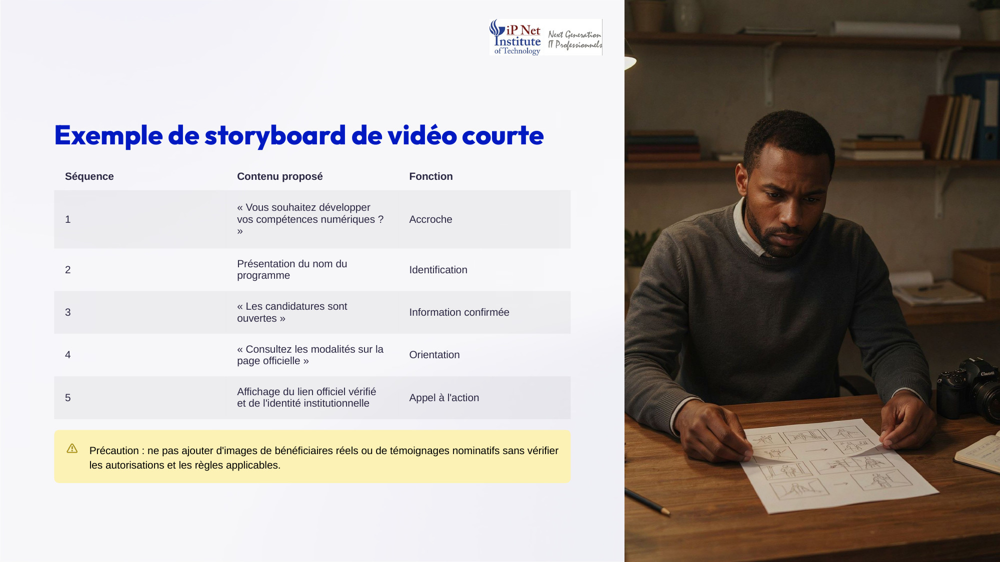 iP Net
Institute
of Technology
Next Generation
IT Professionnels
Exemple de storyboard de vidéo courte
Séquence Contenu proposé Fonction
1 « Vous souhaitez développer
vos compétences numériques ?
» Accroche
2 Présentation du nom du
programme Identification
3 « Les candidatures sont
ouvertes » Information confirmée
4 « Consultez les modalités sur la
page officielle » Orientation
5 Affichage du lien officiel vérifié
et de l'identité institutionnelle Appel à l'action
Précaution : ne pas ajouter d'images de bénéficiaires réels ou de témoignages nominatifs sans vérifier
les autorisations et les règles applicables.